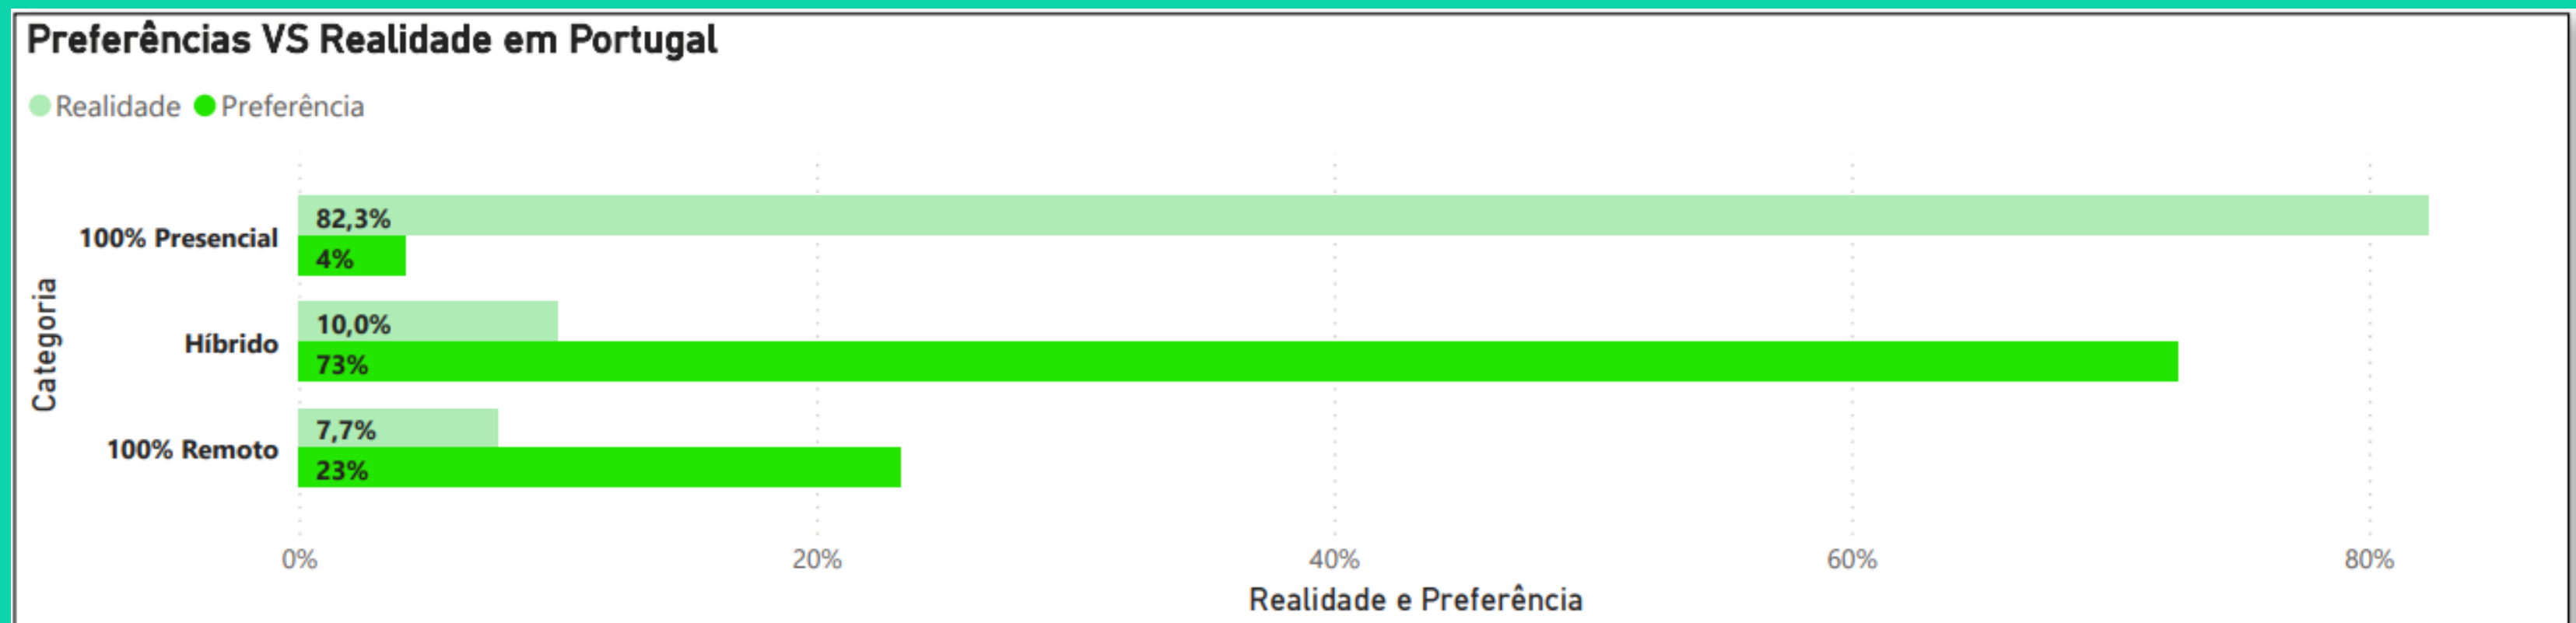 Preferências VS Realidade em Portugal
Realidade Preferência
Categoria
100% Presencial
82,3%
4%
Híbrido
10,0%
73%
100% Remoto
7,7%
23%
0% 20% 40% 60% 80%
Realidade e Preferência